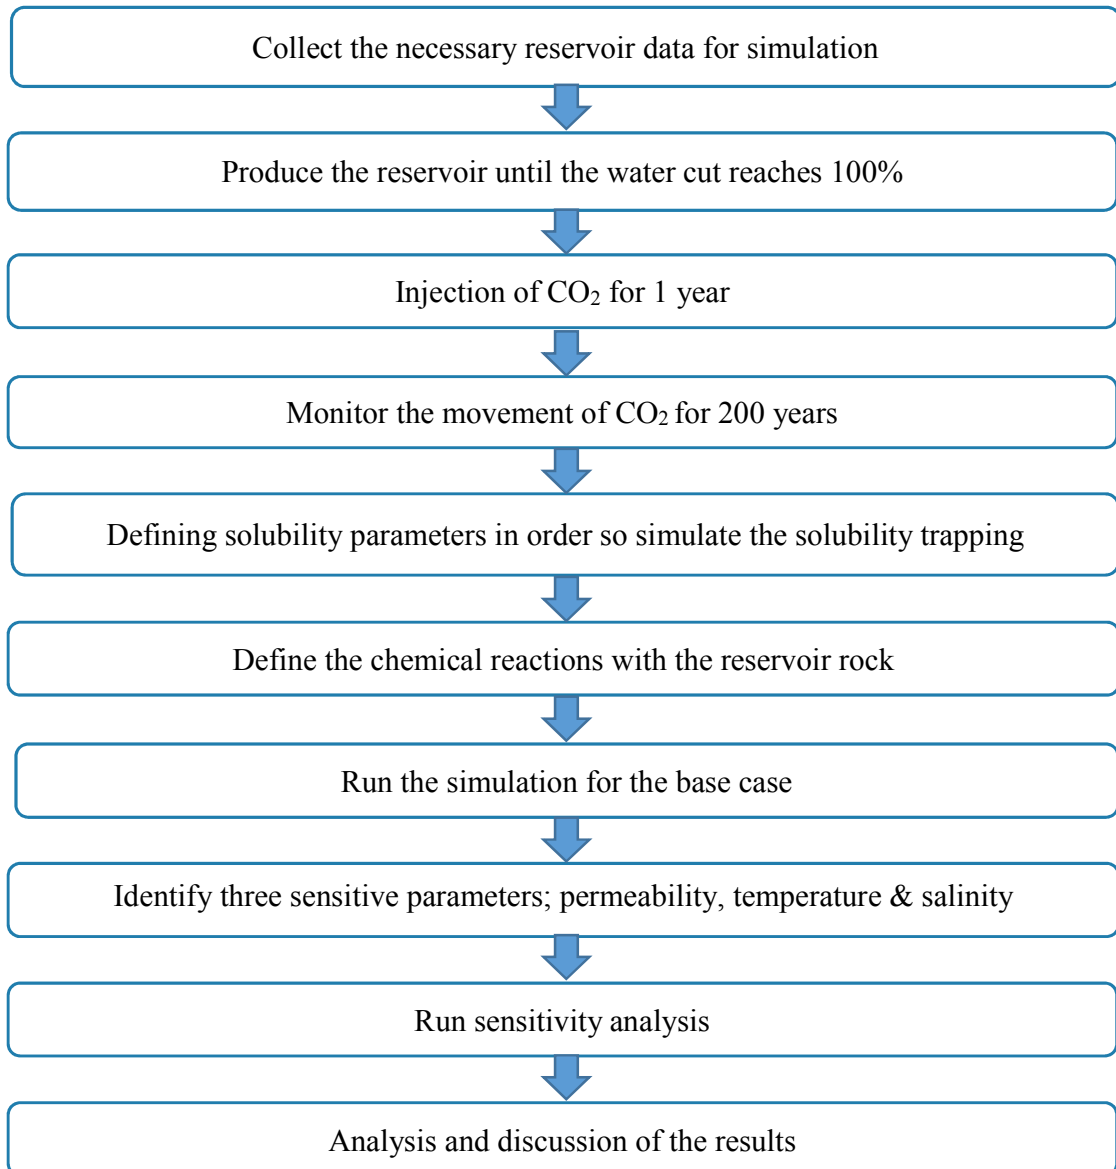 Collect the necessary reservoir data for simulation
Produce the reservoir until the water cut reaches 100%
Injection of CO₂ for 1 year
Monitor the movement of CO₂ for 200 years
Defining solubility parameters in order so simulate the solubility trapping
Define the chemical reactions with the reservoir rock
Run the simulation for the base case
Identify three sensitive parameters; permeability, temperature & salinity
Run sensitivity analysis
Analysis and discussion of the results